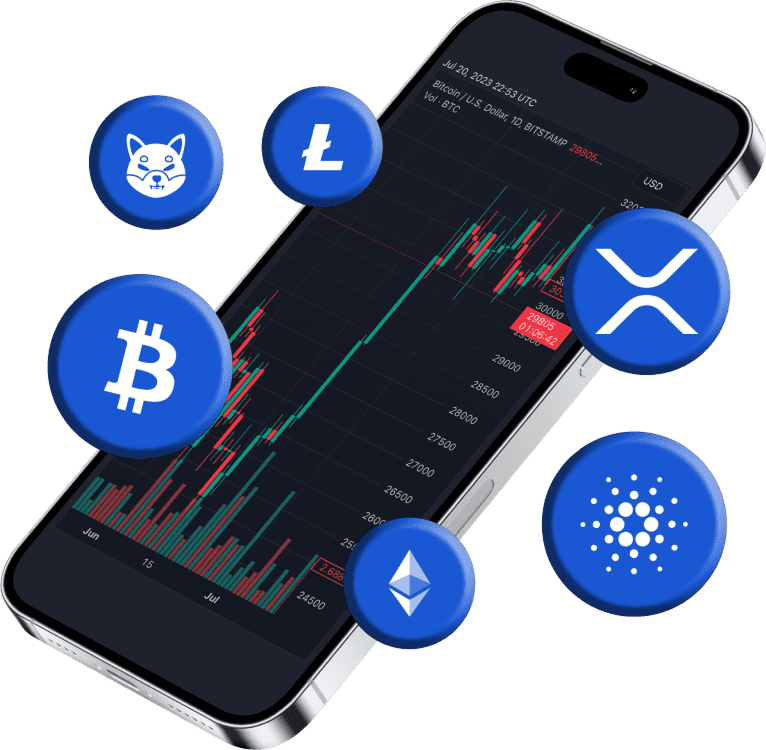 Jul 20, 2023 22:53 UTC
Bitcoin / U.S. Dollar, 1D, BITSTAMP 29805...
Vol · BTC
USD
30000
29805
01:06:42
29000
28500
28000
27500
27000
26500
24500
Jun
15
Jul